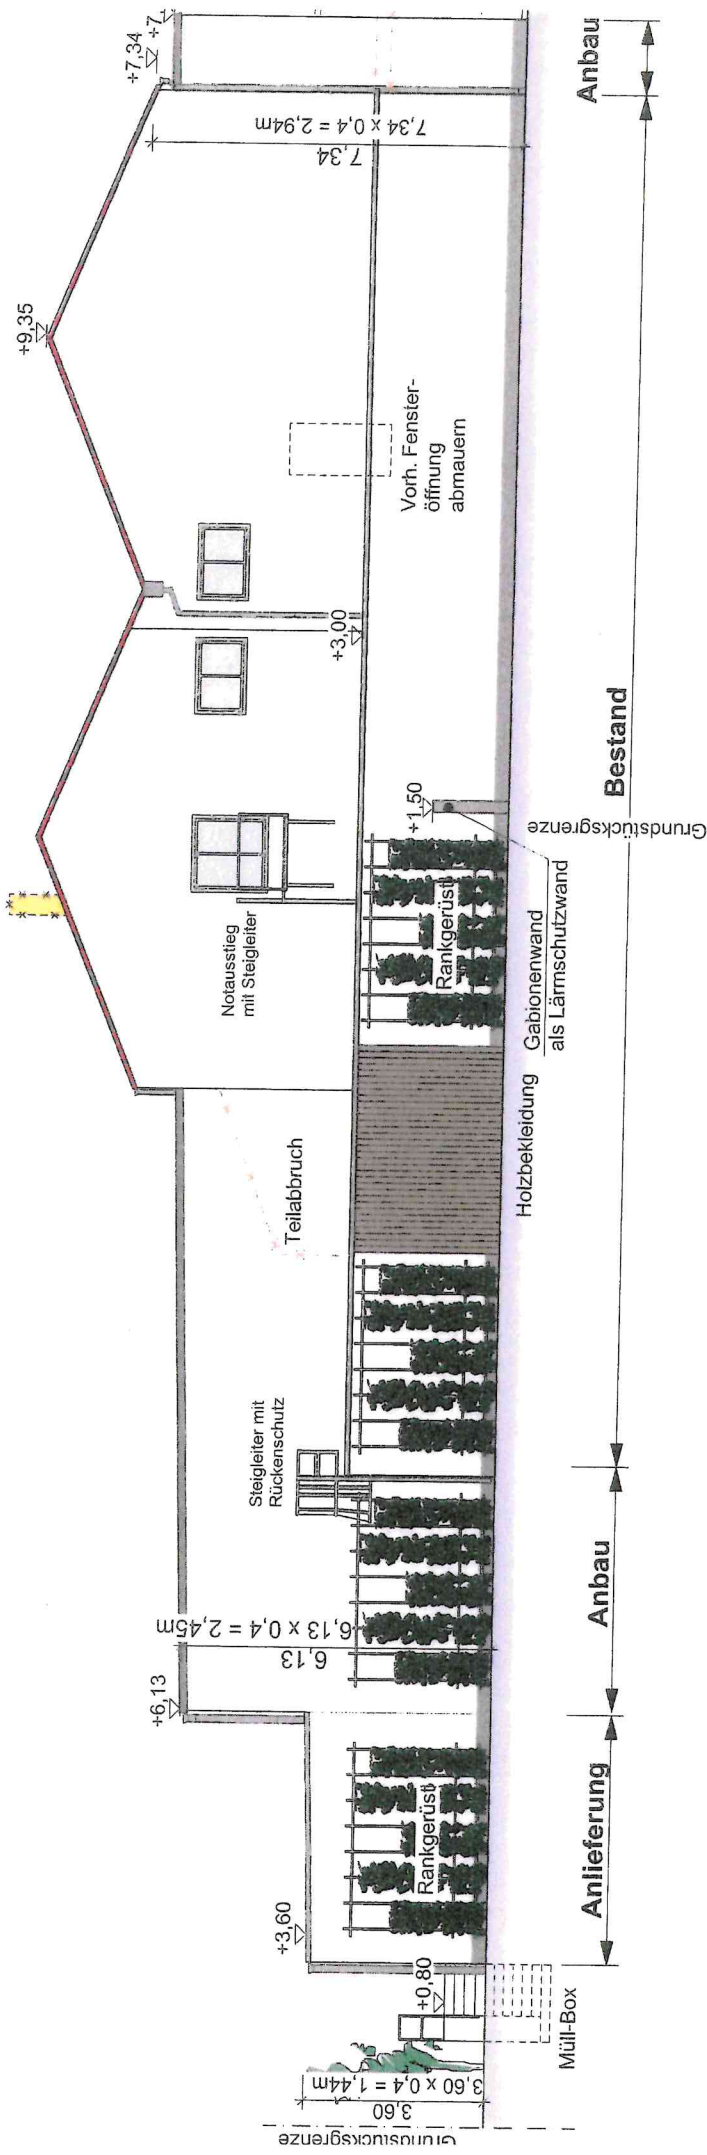 Grundstücksgrenze
3,60
3,60 x 0,4 = 1,44m
Müll-Box
+0,80
+3,60
Rankgerüst
Anlieferung
+6,13
6,13
6,13 x 0,4 = 2,45m
Anbau
Steigleiter mit
Rückenschutz
Teilabbruch
Holzbekleidung
Notausstieg
mit Steigleiter
Rankgerüst
Gabionenwand
als Lärmschutzwand
+1,50
Grundstücksgrenze
Bestand
+3,00
Vorh. Fenster-
öffnung
abmauern
+9,35
7,34
7,34 x 0,4 = 2,94m
+7,34
+7
Anbau